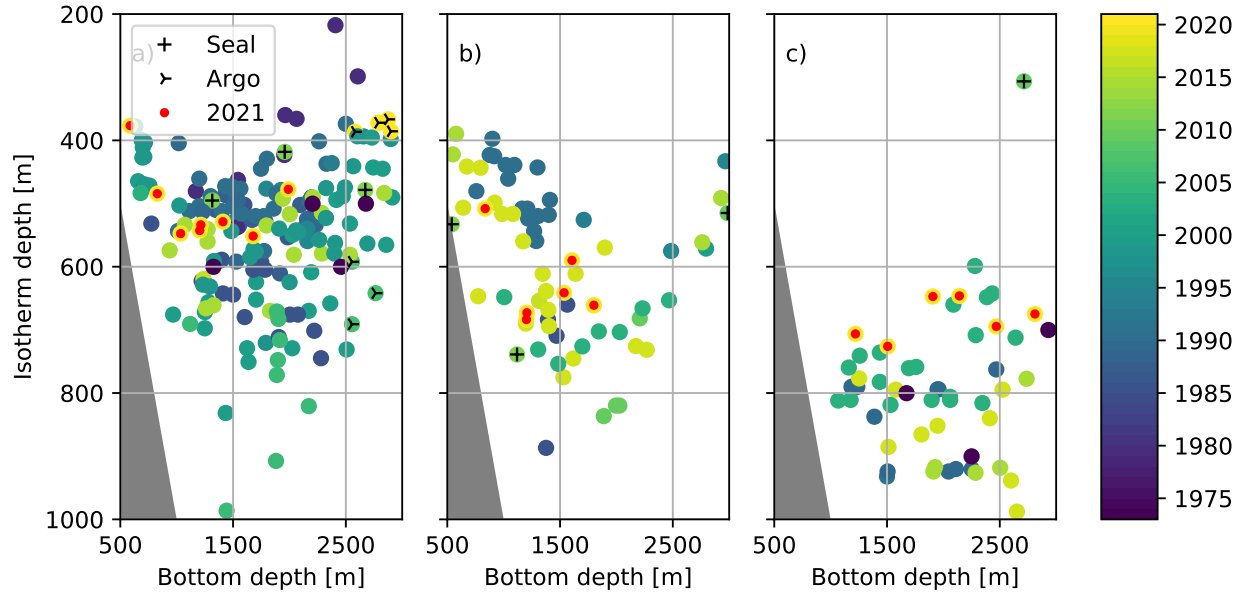 200
400
600
800
1000
Isotherm depth [m]
a)
Seal
Argo
2021
500
1500
2500
Bottom depth [m]
b)
500
1500
2500
Bottom depth [m]
c)
500
1500
2500
Bottom depth [m]
2020
2015
2010
2005
2000
1995
1990
1985
1980
1975